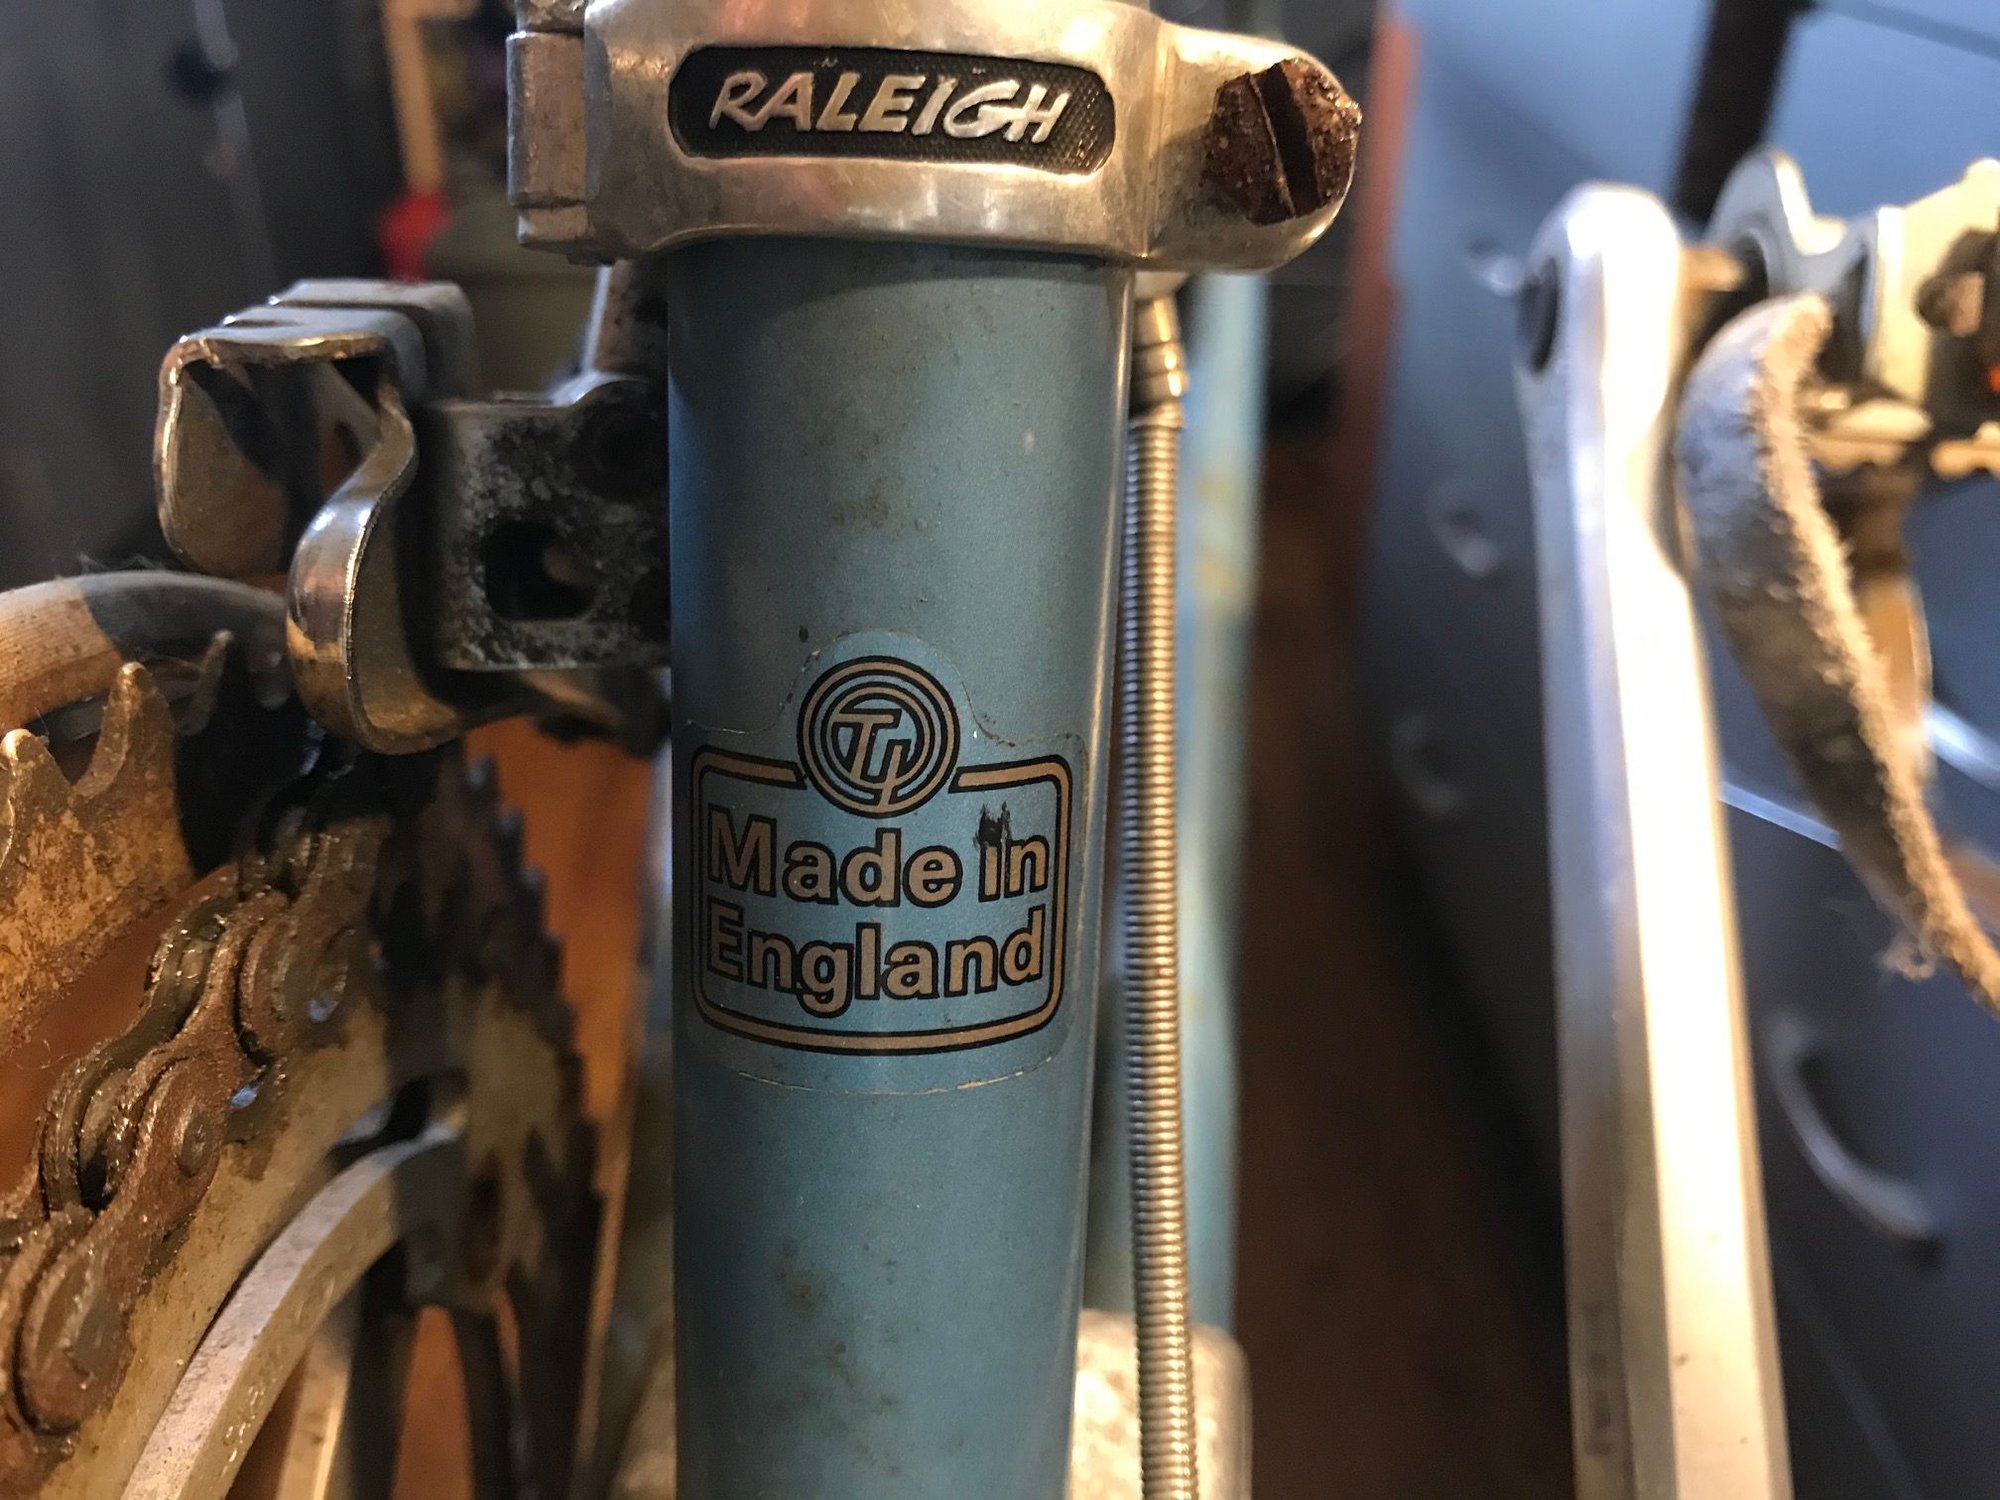 RALEIGH
TI
Made in
England